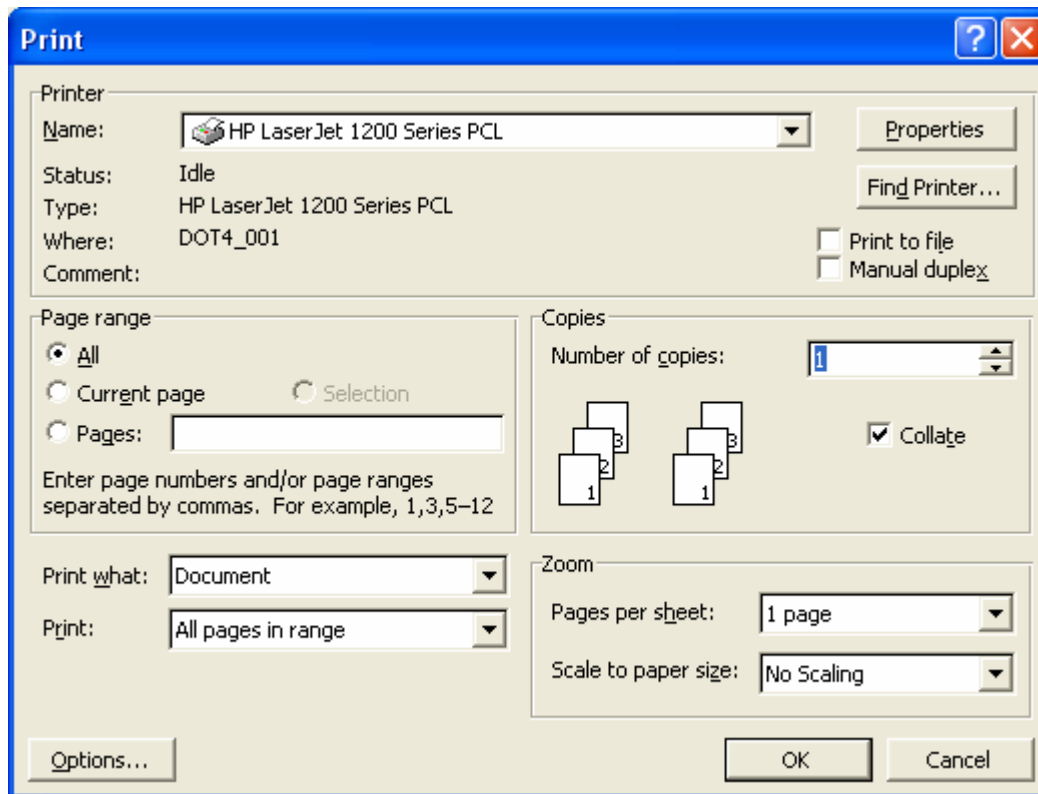 Print
Printer
Name:
HP LaserJet 1200 Series PCL
Properties
Status:
Idle
Find Printer...
Type:
HP LaserJet 1200 Series PCL
Where:
DOT4_001
Print to file
Comment:
Manual duplex
Page range
All
Current page
Selection
Pages:
Enter page numbers and/or page ranges
separated by commas. For example, 1,3,5–12
Copies
Number of copies:
1
3
2
1
3
2
1
Collate
Print what:
Document
Print:
All pages in range
Zoom
Pages per sheet:
1 page
Scale to paper size:
No Scaling
Options...
OK
Cancel